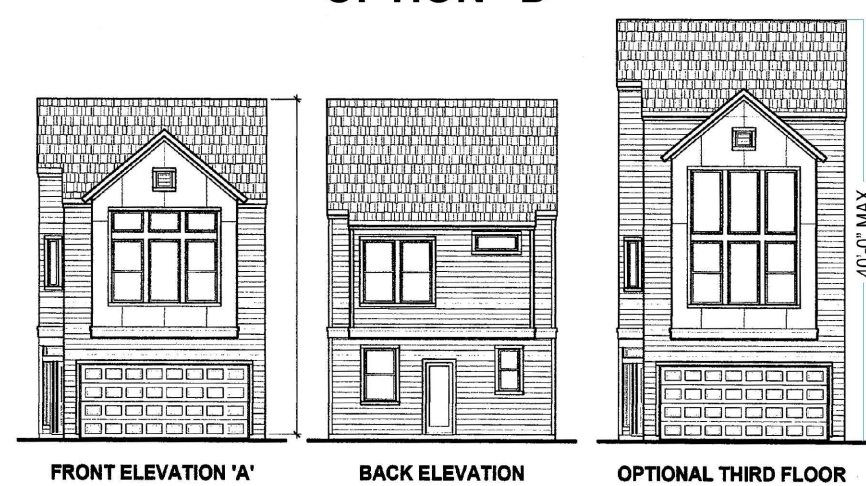 FRONT ELEVATION 'A'
BACK ELEVATION
OPTIONAL THIRD FLOOR
40'-0" MAX